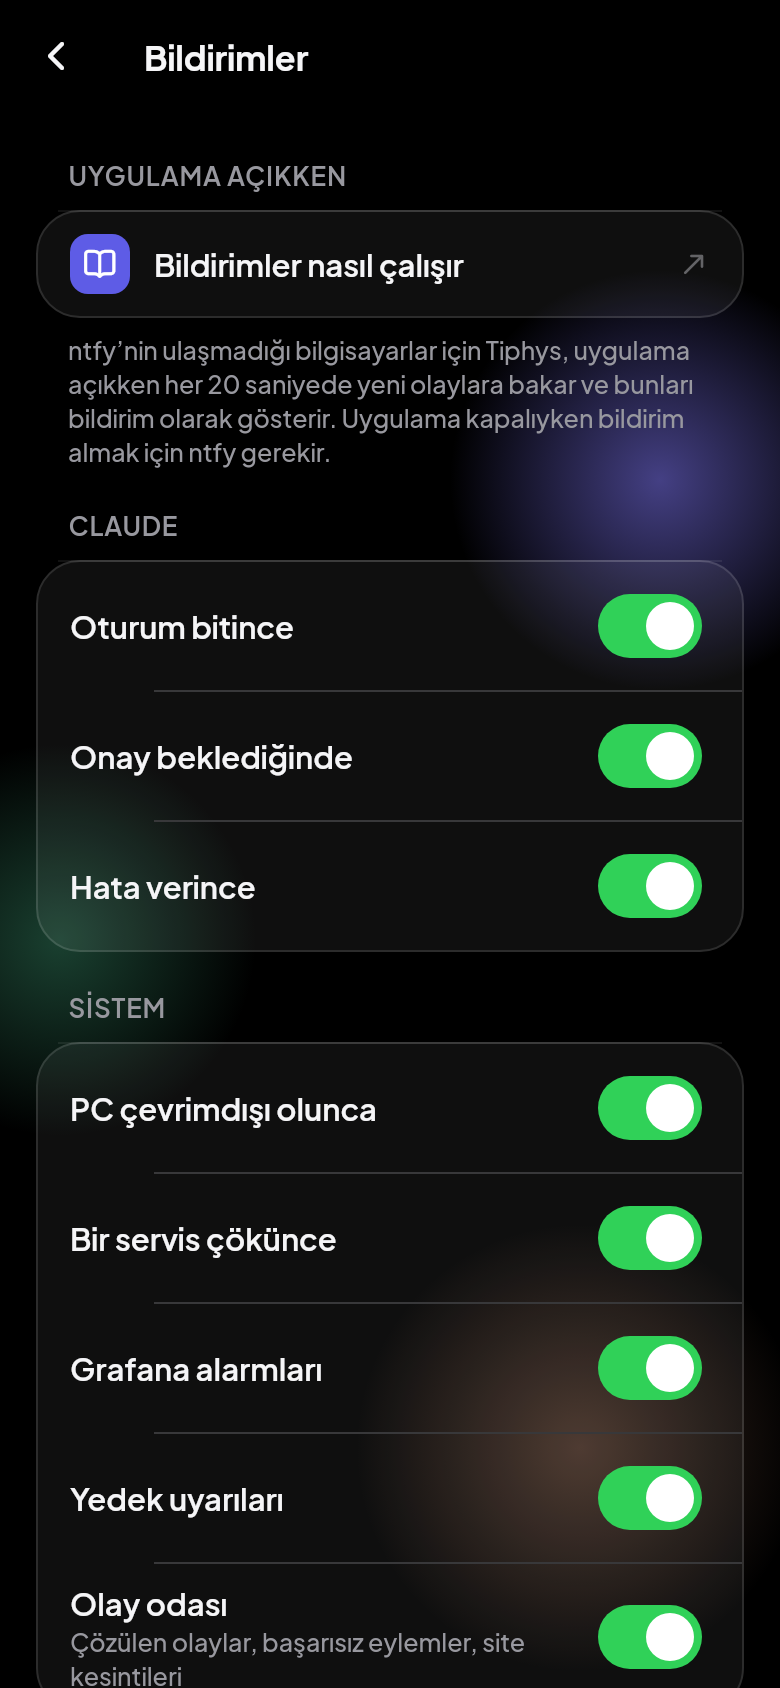 Bildirimler
UYGULAMA AÇIKKEN
Bildirimler nasıl çalışır
ntfy’nin ulaşmadığı bilgisayarlar için Tiphys, uygulama
açıkken her 20 saniyede yeni olaylara bakar ve bunları
bildirim olarak gösterir. Uygulama kapalıyken bildirim
almak için ntfy gerekir.
CLAUDE
Oturum bitince
Onay beklediğinde
Hata verince
SİSTEM
PC çevrimdışı olunca
Bir servis çökünce
Grafana alarmları
Yedek uyarıları
Olay odası
Çözülen olaylar, başarısız eylemler, site
kesintileri